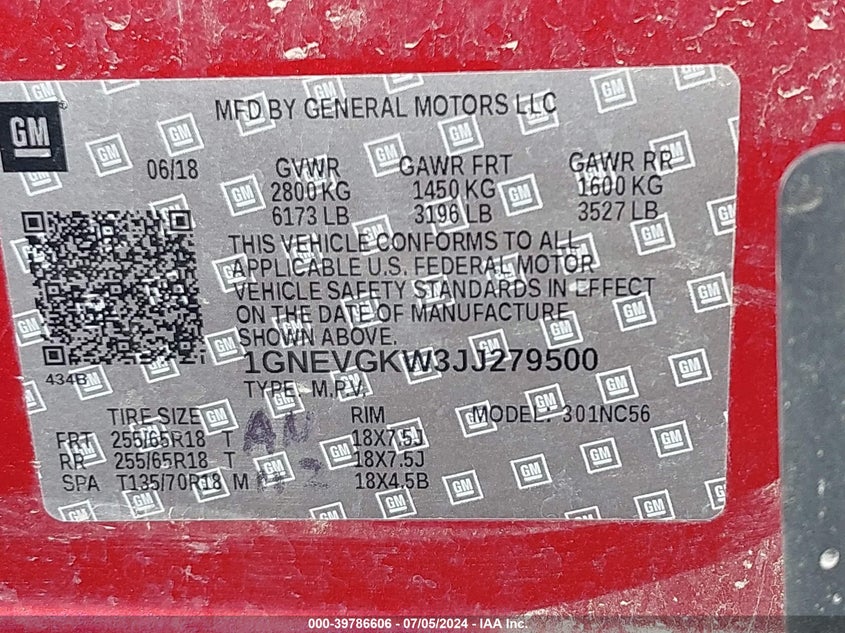 MFD BY GENERAL MOTORS LLC
GM
06/18 GVWR GAWR FRT GAWR RR
2800 KG 1450 KG 1600 KG
6173 LB 3196 LB 3527 LB
THIS VEHICLE CONFORMS TO ALL
APPLICABLE U.S. FEDERAL MOTOR
VEHICLE SAFETY STANDARDS IN EFFECT
ON THE DATE OF MANUFACTURE
SHOWN ABOVE.
434B
1GNEVGKW3JJ279500
TYPE: M.P.V.
TIRE SIZE RIM MODEL: 301NC56
FRT 255/65R18 T 18X7.5J
RR 255/65R18 T 18X7.5J
SPA T135/70R18 M 18X4.5B
000-39786606 - 07/05/2024 - IAA Inc.